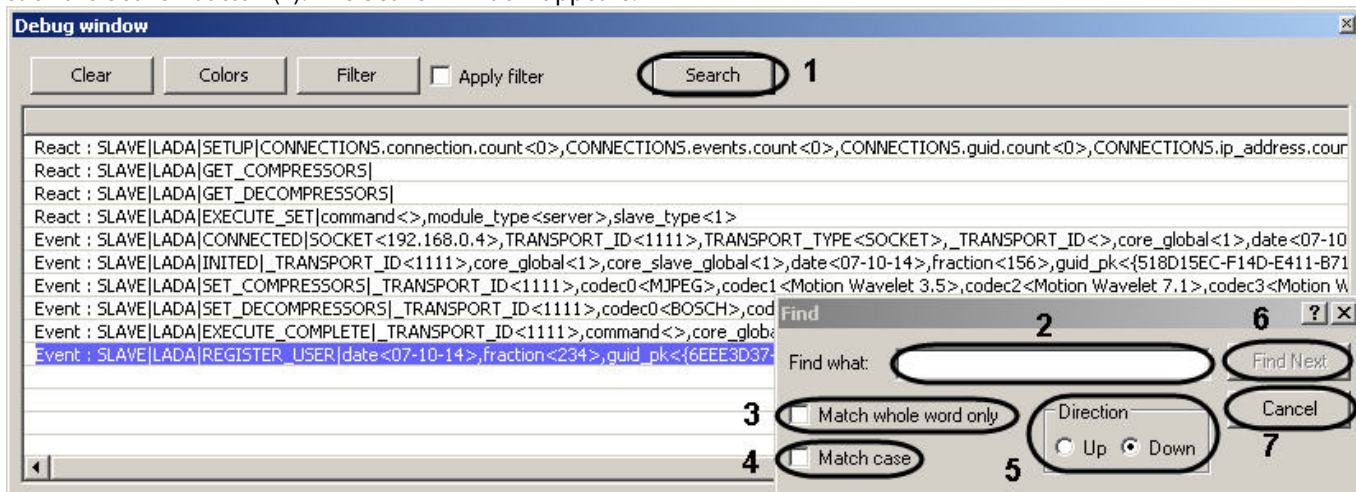 Debug window
Clear Colors Filter Apply filter Search 1
React : SLAVE|LADA|SETUP|CONNECTIONS.connection.count<0>,CONNECTIONS.events.count<0>,CONNECTIONS.guid.count<0>,CONNECTIONS.ip_address.cour
React : SLAVE|LADA|GET_COMPRESSORS|
React : SLAVE|LADA|GET_DECOMPRESSORS|
React : SLAVE|LADA|EXECUTE_SET|command<>,module_type<server>,slave_type<1>
Event : SLAVE|LADA|CONNECTED|SOCKET<192.168.0.4>,TRANSPORT_ID<1111>,TRANSPORT_TYPE<SOCKET>,_TRANSPORT_ID<>,core_global<1>,date<07-10
Event : SLAVE|LADA|INITED|_TRANSPORT_ID<1111>,core_global<1>,core_slave_global<1>,date<07-10-14>,fraction<156>,guid_pk<{518D15EC-F14D-E411-B71
Event : SLAVE|LADA|SET_COMPRESSORS|_TRANSPORT_ID<1111>,codec0<MJPEG>,codec1<Motion Wavelet 3.5>,codec2<Motion Wavelet 7.1>,codec3<Motion W
Event : SLAVE|LADA|SET_DECOMPRESSORS|_TRANSPORT_ID<1111>,codec0<BOSCH>,cod
Event : SLAVE|LADA|EXECUTE_COMPLETE|_TRANSPORT_ID<1111>,command<>,core_globa
Event : SLAVE|LADA|REGISTER_USER|date<07-10-14>,fraction<234>,guid_pk<{6EEE3D37-
Find 2 6
Find what: Find Next
3 Match whole word only Direction Cancel
4 Match case 5 Up Down 7